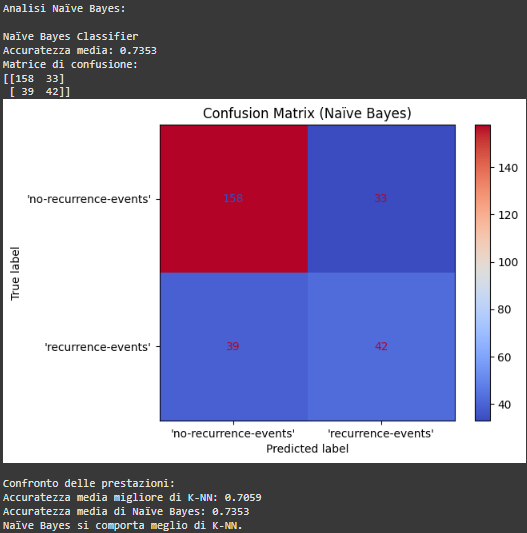 Analisi Naïve Bayes:
Naïve Bayes Classifier
Accuratezza media: 0.7353
Matrice di confusione:
[[158  33]
 [ 39  42]]
Confusion Matrix (Naïve Bayes)
'no-recurrence-events'
'recurrence-events'
True label
158
33
39
42
'no-recurrence-events'
'recurrence-events'
Predicted label
140
120
100
80
60
40
Confronto delle prestazioni:
Accuratezza media migliore di K-NN: 0.7059
Accuratezza media di Naïve Bayes: 0.7353
Naïve Bayes si comporta meglio di K-NN.